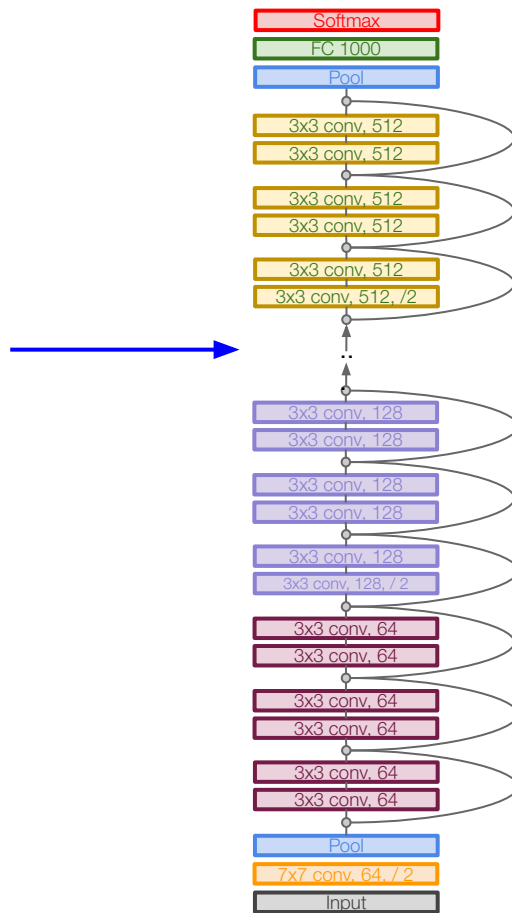 Softmax
FC 1000
Pool
3x3 conv, 512
3x3 conv, 512
3x3 conv, 512
3x3 conv, 512
3x3 conv, 512
3x3 conv, 512, /2
..
.
3x3 conv, 128
3x3 conv, 128
3x3 conv, 128
3x3 conv, 128
3x3 conv, 128
3x3 conv, 128, / 2
3x3 conv, 64
3x3 conv, 64
3x3 conv, 64
3x3 conv, 64
3x3 conv, 64
3x3 conv, 64
Pool
7x7 conv, 64, / 2
Input